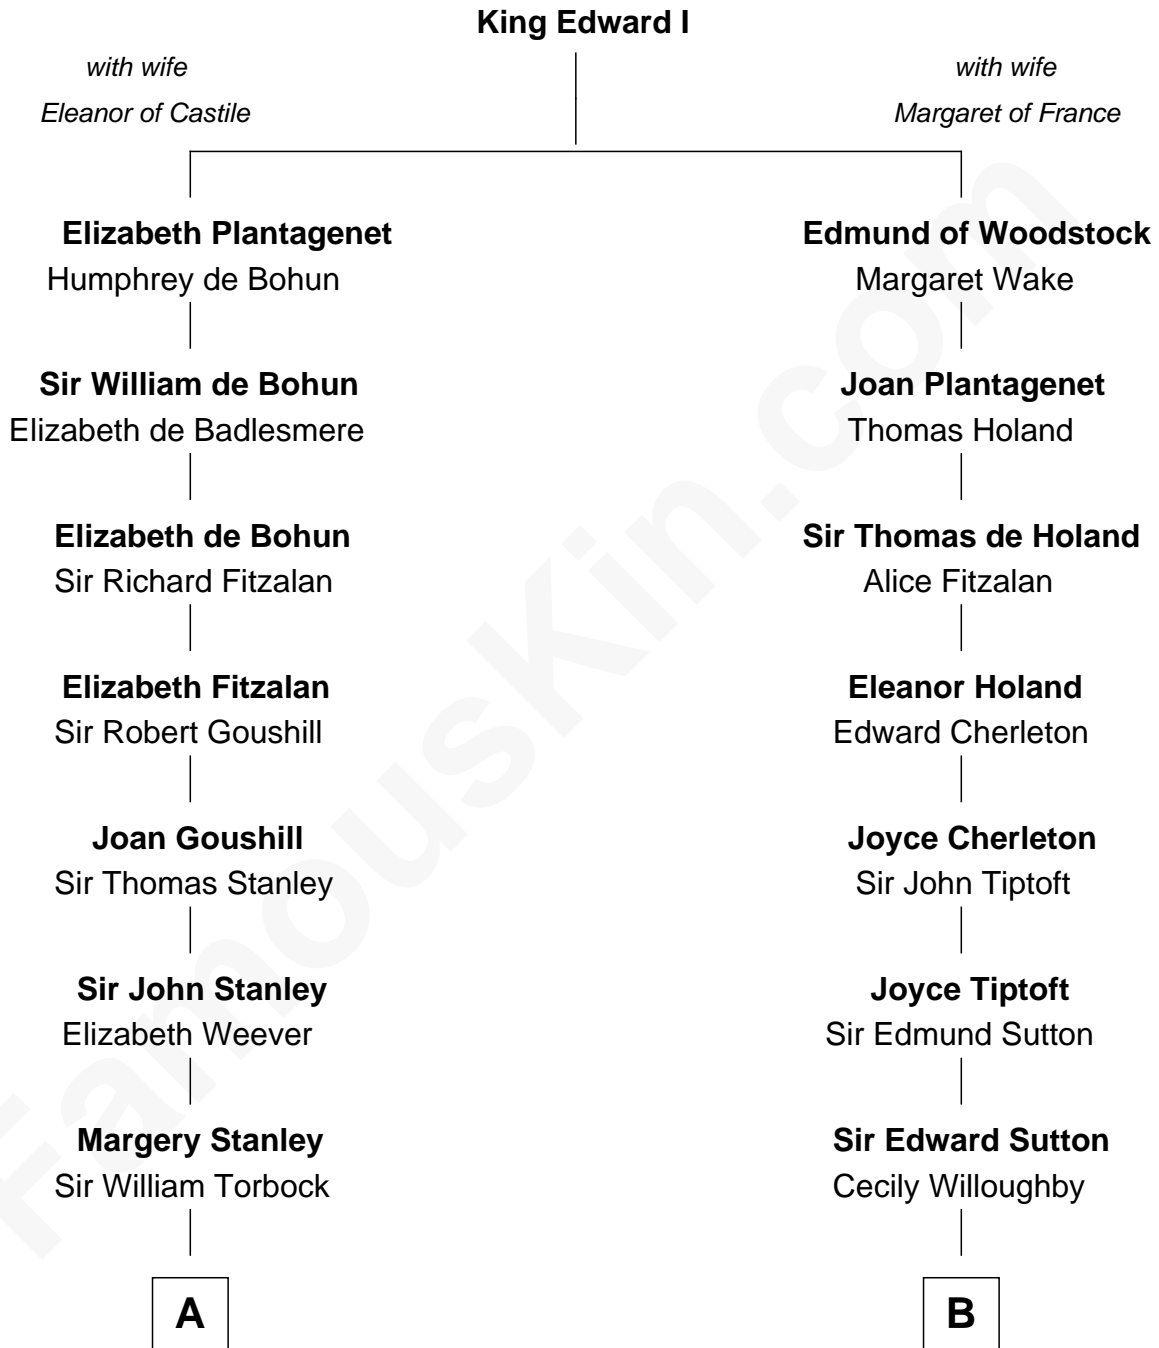 King Edward I
with wife
Eleanor of Castile
with wife
Margaret of France
Elizabeth Plantagenet
Humphrey de Bohun
Edmund of Woodstock
Margaret Wake
Sir William de Bohun
Elizabeth de Badlesmere
Joan Plantagenet
Thomas Holand
Elizabeth de Bohun
Sir Richard Fitzalan
Sir Thomas de Holand
Alice Fitzalan
Elizabeth Fitzalan
Sir Robert Goushill
Eleanor Holand
Edward Cherleton
Joan Goushill
Sir Thomas Stanley
Joyce Cherleton
Sir John Tiptoft
Sir John Stanley
Elizabeth Weever
Joyce Tiptoft
Sir Edmund Sutton
Margery Stanley
Sir William Torbock
Sir Edward Sutton
Cecily Willoughby
A
B
FamousKin.com